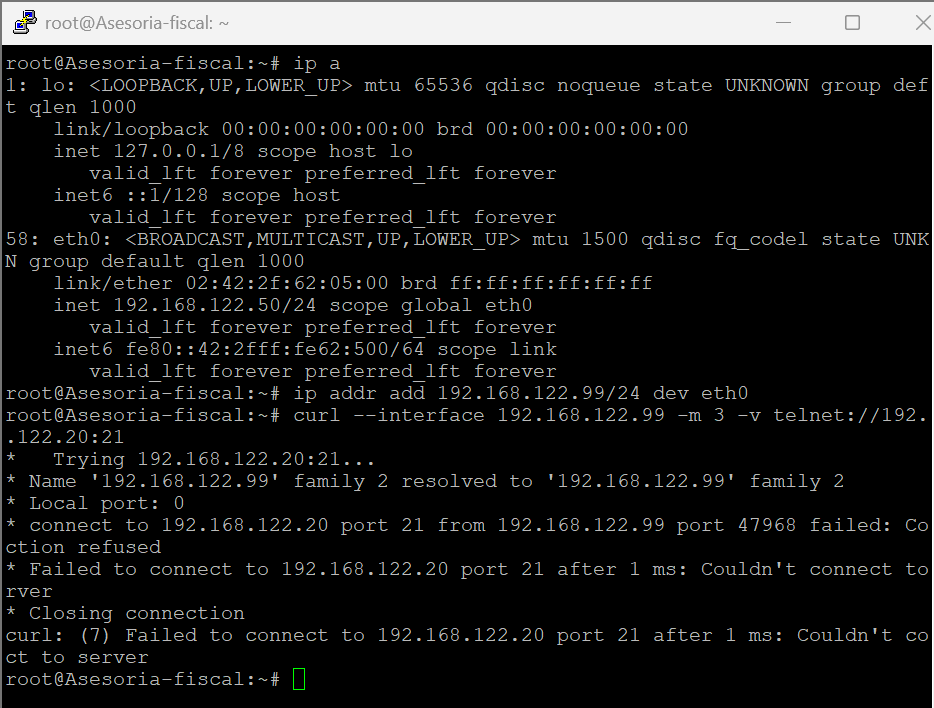 root@Asesoria-fiscal: ~
root@Asesoria-fiscal:~# ip a
1: lo: <LOOPBACK,UP,LOWER_UP> mtu 65536 qdisc noqueue state UNKNOWN group def
t qlen 1000
    link/loopback 00:00:00:00:00:00 brd 00:00:00:00:00:00
    inet 127.0.0.1/8 scope host lo
       valid_lft forever preferred_lft forever
    inet6 ::1/128 scope host
       valid_lft forever preferred_lft forever
58: eth0: <BROADCAST,MULTICAST,UP,LOWER_UP> mtu 1500 qdisc fq_codel state UNK
N group default qlen 1000
    link/ether 02:42:2f:62:05:00 brd ff:ff:ff:ff:ff:ff
    inet 192.168.122.50/24 scope global eth0
       valid_lft forever preferred_lft forever
    inet6 fe80::42:2fff:fe62:500/64 scope link
       valid_lft forever preferred_lft forever
root@Asesoria-fiscal:~# ip addr add 192.168.122.99/24 dev eth0
root@Asesoria-fiscal:~# curl --interface 192.168.122.99 -m 3 -v telnet://192.
.122.20:21
*   Trying 192.168.122.20:21...
* Name '192.168.122.99' family 2 resolved to '192.168.122.99' family 2
* Local port: 0
* connect to 192.168.122.20 port 21 from 192.168.122.99 port 47968 failed: Co
ction refused
* Failed to connect to 192.168.122.20 port 21 after 1 ms: Couldn't connect to
rver
* Closing connection
curl: (7) Failed to connect to 192.168.122.20 port 21 after 1 ms: Couldn't co
ct to server
root@Asesoria-fiscal:~#